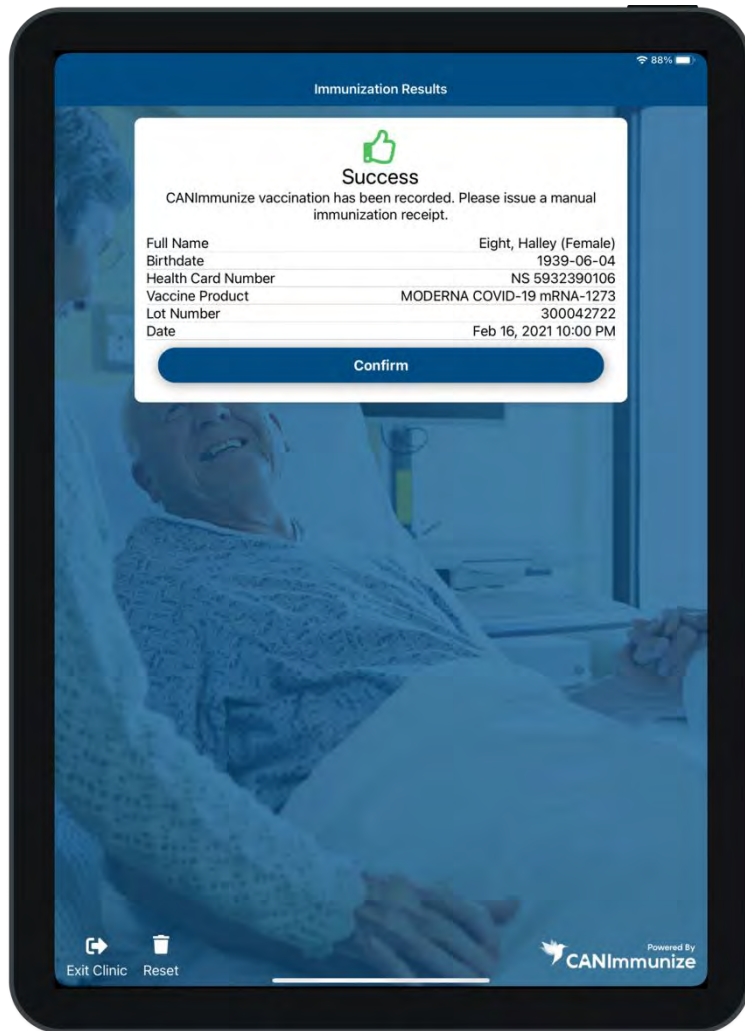 88%
Immunization Results
Success
CANImmunize vaccination has been recorded. Please issue a manual
immunization receipt.
Full Name Eight, Halley (Female)
Birthdate 1939-06-04
Health Card Number NS 5932390106
Vaccine Product MODERNA COVID-19 mRNA-1273
Lot Number 300042722
Date Feb 16, 2021 10:00 PM
Confirm
Exit Clinic Reset
Powered By
CANImmunize